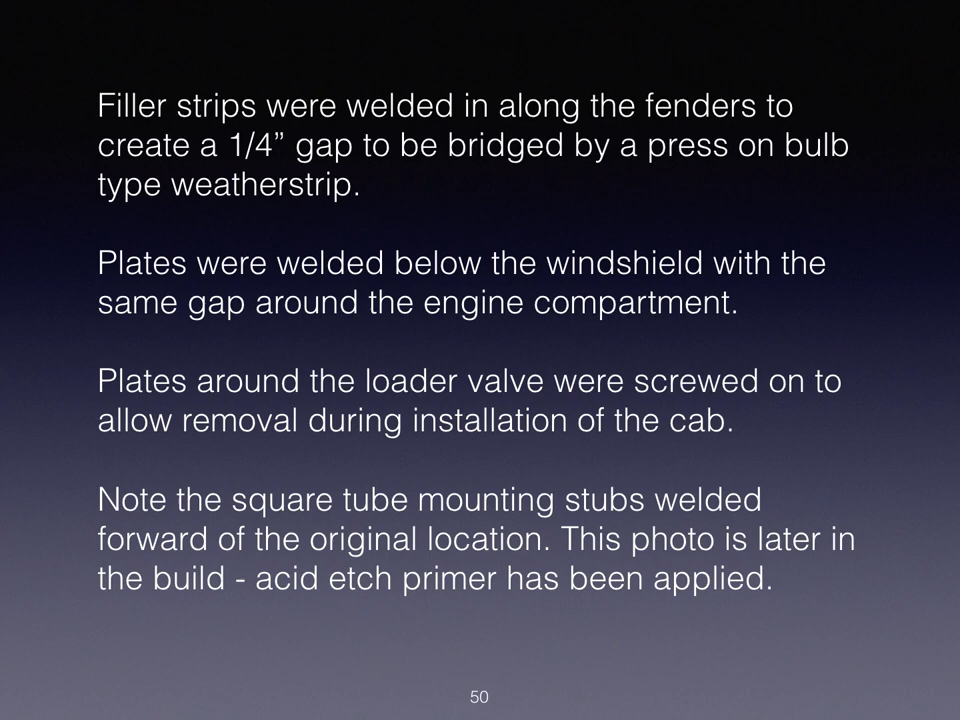 Filler strips were welded in along the fenders to
create a 1/4” gap to be bridged by a press on bulb
type weatherstrip.
Plates were welded below the windshield with the
same gap around the engine compartment.
Plates around the loader valve were screwed on to
allow removal during installation of the cab.
Note the square tube mounting stubs welded
forward of the original location. This photo is later in
the build - acid etch primer has been applied.
50